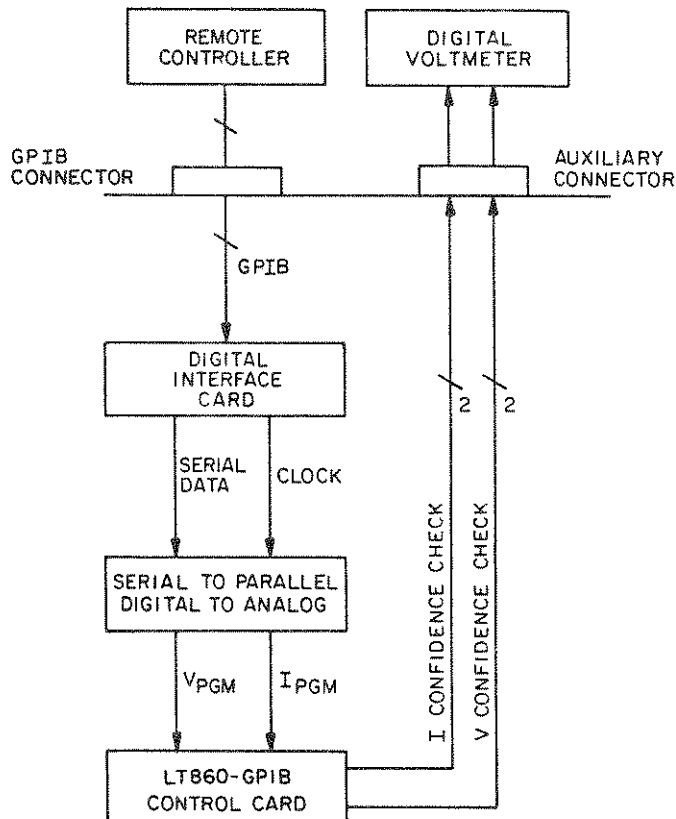 REMOTE
CONTROLLER
DIGITAL
VOLTMETER
GPIB
CONNECTOR
AUXILIARY
CONNECTOR
GPIB
DIGITAL
INTERFACE
CARD
2
2
SERIAL
DATA
CLOCK
SERIAL TO PARALLEL
DIGITAL TO ANALOG
I CONFIDENCE CHECK
V CONFIDENCE CHECK
VPGM
IPGM
LT860-GPIB
CONTROL CARD